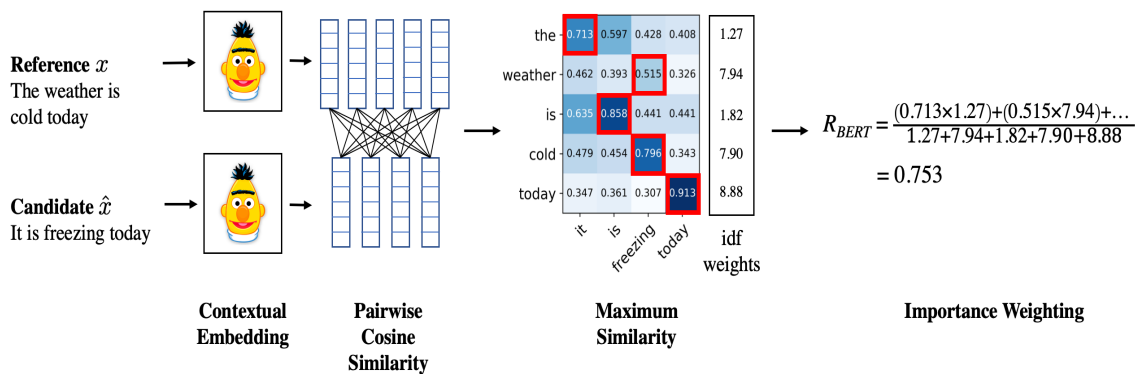 Reference x
The weather is
cold today
Candidate x̂
It is freezing today
the 0.713 0.597 0.428 0.408 1.27
weather 0.462 0.393 0.515 0.326 7.94
is 0.635 0.858 0.441 0.441 1.82
cold 0.479 0.454 0.796 0.343 7.90
today 0.347 0.361 0.307 0.913 8.88
it is freezing today
idf
weights
R_BERT = (0.713×1.27)+(0.515×7.94)+...
1.27+7.94+1.82+7.90+8.88
= 0.753
Contextual
Embedding
Pairwise
Cosine
Similarity
Maximum
Similarity
Importance Weighting